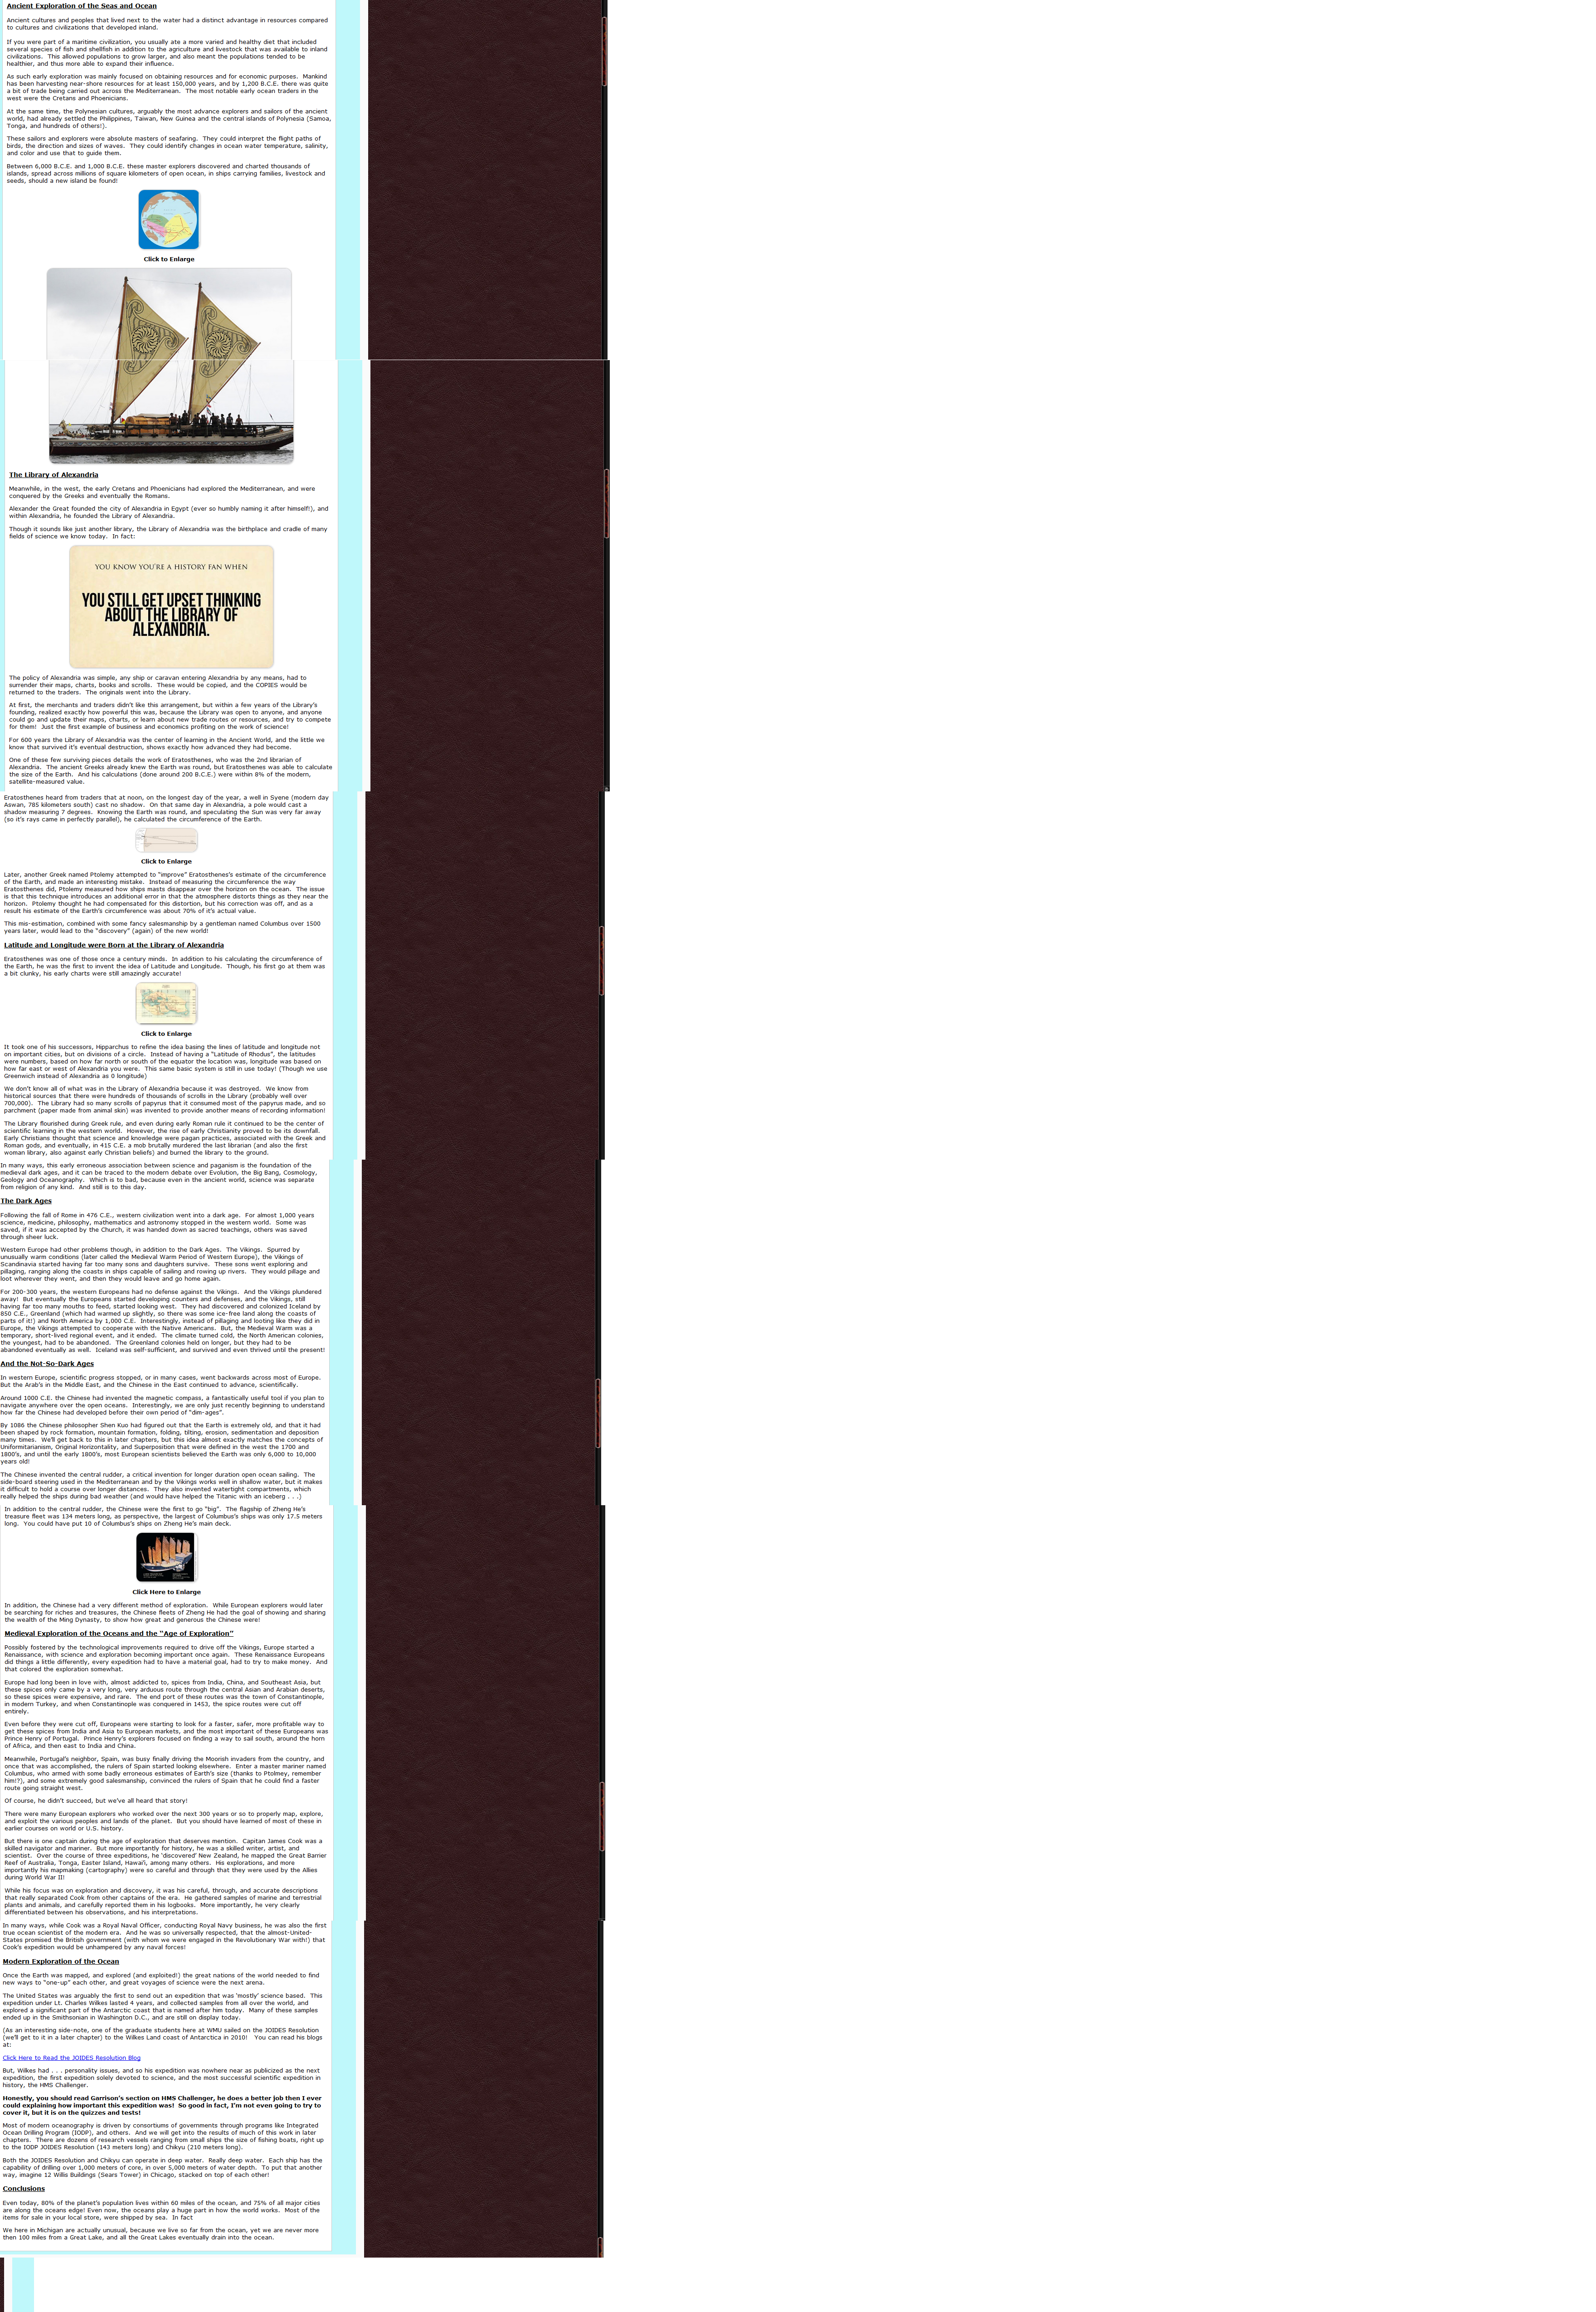 Ancient Exploration of the Seas and Ocean
Ancient cultures and peoples that lived next to the water had a distinct advantage in resources compared
to cultures and civilizations that developed inland.
If you were part of a maritime civilization, you usually ate a more varied and healthy diet that included
several species of fish and shellfish in addition to the agriculture and livestock that was available to inland
civilizations. This allowed populations to grow larger, and also meant the populations tended to be
healthier, and thus more able to expand their influence.
As such early exploration was mainly focused on obtaining resources and for economic purposes. Mankind
has been harvesting near-shore resources for at least 150,000 years, and by 1,200 B.C.E. there was quite
a bit of trade being carried out across the Mediterranean. The most notable early ocean traders in the
west were the Cretans and Phoenicians.
At the same time, the Polynesian cultures, arguably the most advance explorers and sailors of the ancient
world, had already settled the Philippines, Taiwan, New Guinea and the central islands of Polynesia (Samoa,
Tonga, and hundreds of others!).
These sailors and explorers were absolute masters of seafaring. They could interpret the flight paths of
birds, the direction and sizes of waves. They could identify changes in ocean water temperature, salinity,
and color and use that to guide them.
Between 6,000 B.C.E. and 1,000 B.C.E. these master explorers discovered and charted thousands of
islands, spread across millions of square kilometers of open ocean, in ships carrying families, livestock and
seeds, should a new island be found!
Click to Enlarge
The Library of Alexandria
Meanwhile, in the west, the early Cretans and Phoenicians had explored the Mediterranean, and were
conquered by the Greeks and eventually the Romans.
Alexander the Great founded the city of Alexandria in Egypt (ever so humbly naming it after himself!), and
within Alexandria, he founded the Library of Alexandria.
Though it sounds like just another library, the Library of Alexandria was the birthplace and cradle of many
fields of science we know today. In fact:
YOU KNOW YOU'RE A HISTORY FAN WHEN
YOU STILL GET UPSET THINKING
ABOUT THE LIBRARY OF
ALEXANDRIA.
The policy of Alexandria was simple, any ship or caravan entering Alexandria by any means, had to
surrender their maps, charts, books and scrolls. These would be copied, and the COPIES would be
returned to the traders. The originals went into the Library.
At first, the merchants and traders didn't like this arrangement, but within a few years of the Library's
founding, realized exactly how powerful this was, because the Library was open to anyone, and anyone
could go and update their maps, charts, or learn about new trade routes or resources, and try to compete
for them! Just the first example of business and economics profiting on the work of science!
For 600 years the Library of Alexandria was the center of learning in the Ancient World, and the little we
know that survived it's eventual destruction, shows exactly how advanced they had become.
One of these few surviving pieces details the work of Eratosthenes, who was the 2nd librarian of
Alexandria. The ancient Greeks already knew the Earth was round, but Eratosthenes was able to calculate
the size of the Earth. And his calculations (done around 200 B.C.E.) were within 8% of the modern,
satellite-measured value.
Eratosthenes heard from traders that at noon, on the longest day of the year, a well in Syene (modern day
Aswan, 785 kilometers south) cast no shadow. On that same day in Alexandria, a pole would cast a
shadow measuring 7 degrees. Knowing the Earth was round, and speculating the Sun was very far away
(so it's rays came in perfectly parallel), he calculated the circumference of the Earth.
Click to Enlarge
Later, another Greek named Ptolemy attempted to "improve" Eratosthenes's estimate of the circumference
of the Earth, and made an interesting mistake. Instead of measuring the circumference the way
Eratosthenes did, Ptolemy measured how ships masts disappear over the horizon on the ocean. The issue
is that this technique introduces an additional error in that the atmosphere distorts things as they near the
horizon. Ptolemy thought he had compensated for this distortion, but his correction was off, and as a
result his estimate of the Earth's circumference was about 70% of it's actual value.
This mis-estimation, combined with some fancy salesmanship by a gentleman named Columbus over 1500
years later, would lead to the "discovery" (again) of the new world!
Latitude and Longitude were Born at the Library of Alexandria
Eratosthenes was one of those once a century minds. In addition to his calculating the circumference of
the Earth, he was the first to invent the idea of Latitude and Longitude. Though, his first go at them was
a bit clunky, his early charts were still amazingly accurate!
Click to Enlarge
It took one of his successors, Hipparchus to refine the idea basing the lines of latitude and longitude not
on important cities, but on divisions of a circle. Instead of having a "Latitude of Rhodus", the latitudes
were numbers, based on how far north or south of the equator the location was, longitude was based on
how far east or west of Alexandria you were. This same basic system is still in use today! (Though we use
Greenwich instead of Alexandria as 0 longitude)
We don't know all of what was in the Library of Alexandria because it was destroyed. We know from
historical sources that there were hundreds of thousands of scrolls in the Library (probably well over
700,000). The Library had so many scrolls of papyrus that it consumed most of the papyrus made, and so
parchment (paper made from animal skin) was invented to provide another means of recording information!
The Library flourished during Greek rule, and even during early Roman rule it continued to be the center of
scientific learning in the western world. However, the rise of early Christianity proved to be its downfall.
Early Christians thought that science and knowledge were pagan practices, associated with the Greek and
Roman gods, and eventually, in 415 C.E. a mob brutally murdered the last librarian (and also the first
woman library, also against early Christian beliefs) and burned the library to the ground.
In many ways, this early erroneous association between science and paganism is the foundation of the
medieval dark ages, and it can be traced to the modern debate over Evolution, the Big Bang, Cosmology,
Geology and Oceanography. Which is to bad, because even in the ancient world, science was separate
from religion of any kind. And still is to this day.
The Dark Ages
Following the fall of Rome in 476 C.E., western civilization went into a dark age. For almost 1,000 years
science, medicine, philosophy, mathematics and astronomy stopped in the western world. Some was
saved, if it was accepted by the Church, it was handed down as sacred teachings, others was saved
through sheer luck.
Western Europe had other problems though, in addition to the Dark Ages. The Vikings. Spurred by
unusually warm conditions (later called the Medieval Warm Period of Western Europe), the Vikings of
Scandinavia started having far too many sons and daughters survive. These sons went exploring and
pillaging, ranging along the coasts in ships capable of sailing and rowing up rivers. They would pillage and
loot wherever they went, and then they would leave and go home again.
For 200-300 years, the western Europeans had no defense against the Vikings. And the Vikings plundered
away! But eventually the Europeans started developing counters and defenses, and the Vikings, still
having far too many mouths to feed, started looking west. They had discovered and colonized Iceland by
850 C.E., Greenland (which had warmed up slightly, so there was some ice-free land along the coasts of
parts of it!) and North America by 1,000 C.E. Interestingly, instead of pillaging and looting like they did in
Europe, the Vikings attempted to cooperate with the Native Americans. But, the Medieval Warm was a
temporary, short-lived regional event, and it ended. The climate turned cold, the North American colonies,
the youngest, had to be abandoned. The Greenland colonies held on longer, but they had to be
abandoned eventually as well. Iceland was self-sufficient, and survived and even thrived until the present!
And the Not-So-Dark Ages
In western Europe, scientific progress stopped, or in many cases, went backwards across most of Europe.
But the Arab's in the Middle East, and the Chinese in the East continued to advance, scientifically.
Around 1000 C.E. the Chinese had invented the magnetic compass, a fantastically useful tool if you plan to
navigate anywhere over the open oceans. Interestingly, we are only just recently beginning to understand
how far the Chinese had developed before their own period of "dim-ages".
By 1086 the Chinese philosopher Shen Kuo had figured out that the Earth is extremely old, and that it had
been shaped by rock formation, mountain formation, folding, tilting, erosion, sedimentation and deposition
many times. We'll get back to this in later chapters, but this idea almost exactly matches the concepts of
Uniformitarianism, Original Horizontality, and Superposition that were defined in the west the 1700 and
1800's, and until the early 1800's, most European scientists believed the Earth was only 6,000 to 10,000
years old!
The Chinese invented the central rudder, a critical invention for longer duration open ocean sailing. The
side-board steering used in the Mediterranean and by the Vikings works well in shallow water, but it makes
it difficult to hold a course over longer distances. They also invented watertight compartments, which
really helped the ships during bad weather (and would have helped the Titanic with an iceberg . . .)
In addition to the central rudder, the Chinese were the first to go "big". The flagship of Zheng He's
treasure fleet was 134 meters long, as perspective, the largest of Columbus's ships was only 17.5 meters
long. You could have put 10 of Columbus's ships on Zheng He's main deck.
Click Here to Enlarge
In addition, the Chinese had a very different method of exploration. While European explorers would later
be searching for riches and treasures, the Chinese fleets of Zheng He had the goal of showing and sharing
the wealth of the Ming Dynasty, to show how great and generous the Chinese were!
Medieval Exploration of the Oceans and the "Age of Exploration"
Possibly fostered by the technological improvements required to drive off the Vikings, Europe started a
Renaissance, with science and exploration becoming important once again. These Renaissance Europeans
did things a little differently, every expedition had to have a material goal, had to try to make money. And
that colored the exploration somewhat.
Europe had long been in love with, almost addicted to, spices from India, China, and Southeast Asia, but
these spices only came by a very long, very arduous route through the central Asian and Arabian deserts,
so these spices were expensive, and rare. The end port of these routes was the town of Constantinople,
in modern Turkey, and when Constantinople was conquered in 1453, the spice routes were cut off
entirely.
Even before they were cut off, Europeans were starting to look for a faster, safer, more profitable way to
get these spices from India and Asia to European markets, and the most important of these Europeans was
Prince Henry of Portugal. Prince Henry's explorers focused on finding a way to sail south, around the horn
of Africa, and then east to India and China.
Meanwhile, Portugal's neighbor, Spain, was busy finally driving the Moorish invaders from the country, and
once that was accomplished, the rulers of Spain started looking elsewhere. Enter a master mariner named
Columbus, who armed with some badly erroneous estimates of Earth's size (thanks to Ptolmey, remember
him!?), and some extremely good salesmanship, convinced the rulers of Spain that he could find a faster
route going straight west.
Of course, he didn't succeed, but we've all heard that story!
There were many European explorers who worked over the next 300 years or so to properly map, explore,
and exploit the various peoples and lands of the planet. But you should have learned of most of these in
earlier courses on world or U.S. history.
But there is one captain during the age of exploration that deserves mention. Capitan James Cook was a
skilled navigator and mariner. But more importantly for history, he was a skilled writer, artist, and
scientist. Over the course of three expeditions, he 'discovered' New Zealand, he mapped the Great Barrier
Reef of Australia, Tonga, Easter Island, Hawai'i, among many others. His explorations, and more
importantly his mapmaking (cartography) were so careful and through that they were used by the Allies
during World War II!
While his focus was on exploration and discovery, it was his careful, through, and accurate descriptions
that really separated Cook from other captains of the era. He gathered samples of marine and terrestrial
plants and animals, and carefully reported them in his logbooks. More importantly, he very clearly
differentiated between his observations, and his interpretations.
In many ways, while Cook was a Royal Naval Officer, conducting Royal Navy business, he was also the first
true ocean scientist of the modern era. And he was so universally respected, that the almost-United-
States promised the British government (with whom we were engaged in the Revolutionary War with!) that
Cook's expedition would be unhampered by any naval forces!
Modern Exploration of the Ocean
Once the Earth was mapped, and explored (and exploited!) the great nations of the world needed to find
new ways to "one-up" each other, and great voyages of science were the next arena.
The United States was arguably the first to send out an expedition that was 'mostly' science based. This
expedition under Lt. Charles Wilkes lasted 4 years, and collected samples from all over the world, and
explored a significant part of the Antarctic coast that is named after him today. Many of these samples
ended up in the Smithsonian in Washington D.C., and are still on display today.
(As an interesting side-note, one of the graduate students here at WMU sailed on the JOIDES Resolution
(we'll get to it in a later chapter) to the Wilkes Land coast of Antarctica in 2010! You can read his blogs
at:
Click Here to Read the JOIDES Resolution Blog
But, Wilkes had . . . personality issues, and so his expedition was nowhere near as publicized as the next
expedition, the first expedition solely devoted to science, and the most successful scientific expedition in
history, the HMS Challenger.
Honestly, you should read Garrison's section on HMS Challenger, he does a better job then I ever
could explaining how important this expedition was! So good in fact, I'm not even going to try to
cover it, but it is on the quizzes and tests!
Most of modern oceanography is driven by consortiums of governments through programs like Integrated
Ocean Drilling Program (IODP), and others. And we will get into the results of much of this work in later
chapters. There are dozens of research vessels ranging from small ships the size of fishing boats, right up
to the IODP JOIDES Resolution (143 meters long) and Chikyu (210 meters long).
Both the JOIDES Resolution and Chikyu can operate in deep water. Really deep water. Each ship has the
capability of drilling over 1,000 meters of core, in over 5,000 meters of water depth. To put that another
way, imagine 12 Willis Buildings (Sears Tower) in Chicago, stacked on top of each other!
Conclusions
Even today, 80% of the planet's population lives within 60 miles of the ocean, and 75% of all major cities
are along the oceans edge! Even now, the oceans play a huge part in how the world works. Most of the
items for sale in your local store, were shipped by sea. In fact
We here in Michigan are actually unusual, because we live so far from the ocean, yet we are never more
then 100 miles from a Great Lake, and all the Great Lakes eventually drain into the ocean.